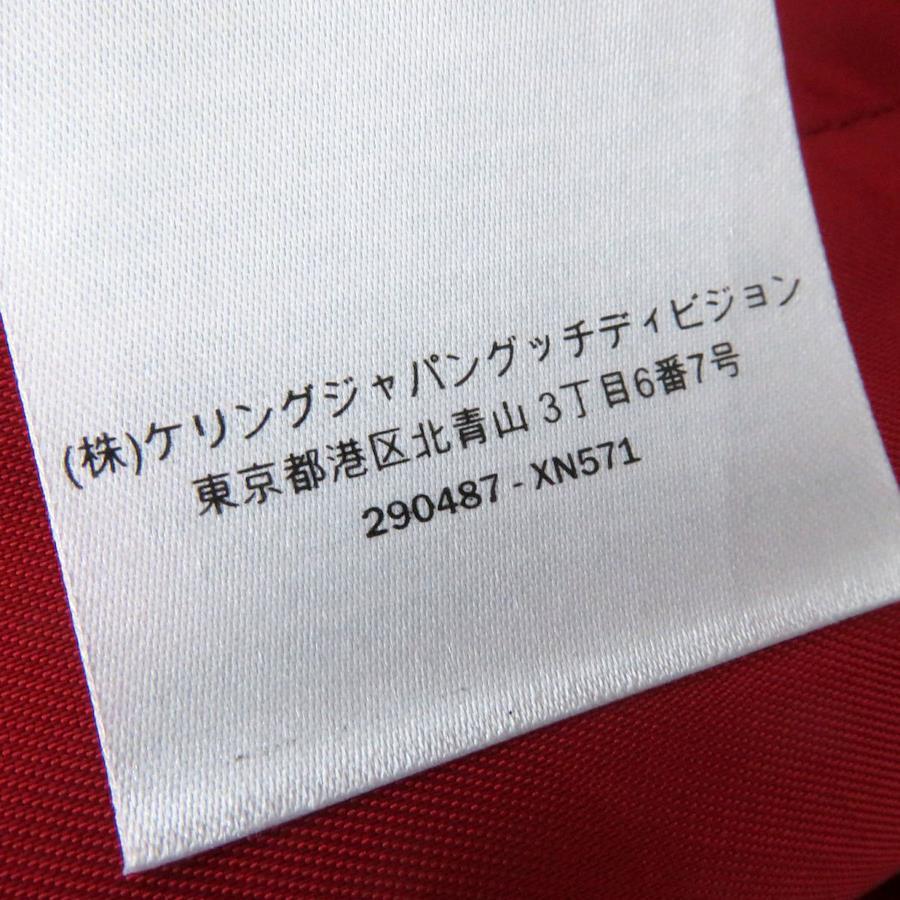 (株)ケリングジャパングッチディビジョン
東京都港区北青山 3丁目6番7号
290487 - XN571